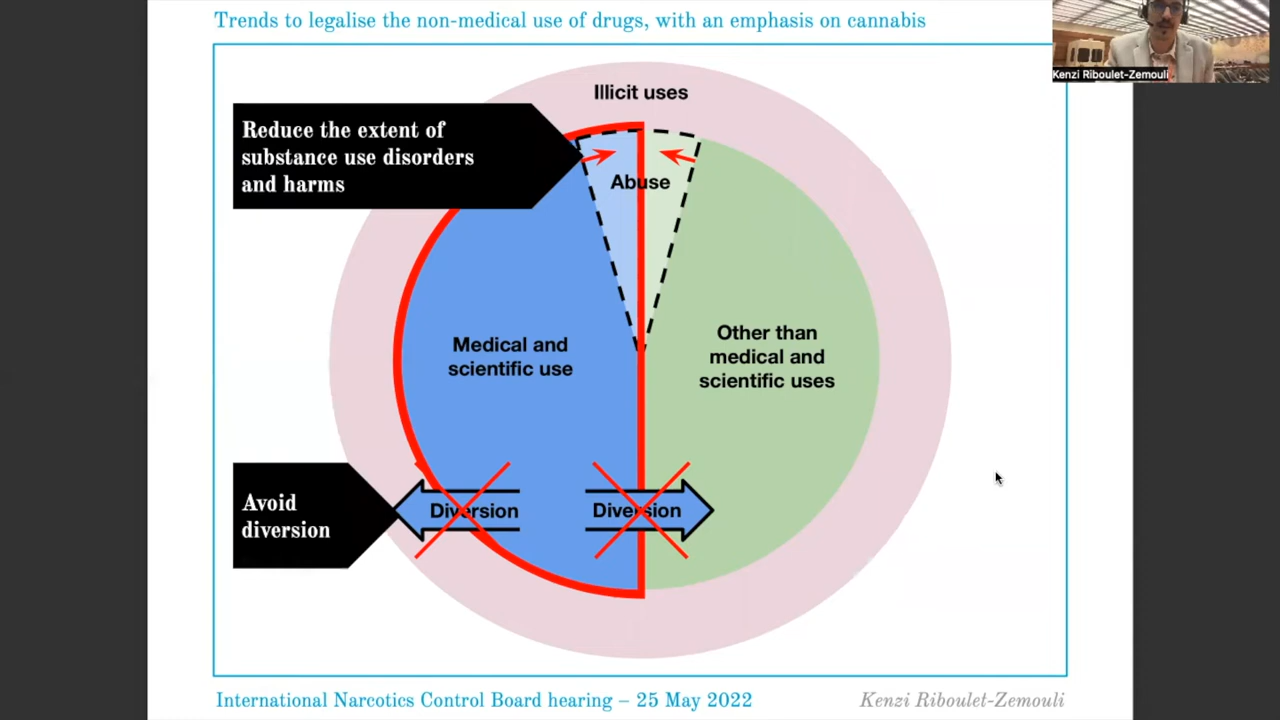 Trends to legalise the non-medical use of drugs, with an emphasis on cannabis
Kenzi Riboulet-Zemouli
Illicit uses
Reduce the extent of
substance use disorders
and harms
Abuse
Medical and
scientific use
Other than
medical and
scientific uses
Avoid
diversion
Diversion
Diversion
International Narcotics Control Board hearing – 25 May 2022
Kenzi Riboulet-Zemouli